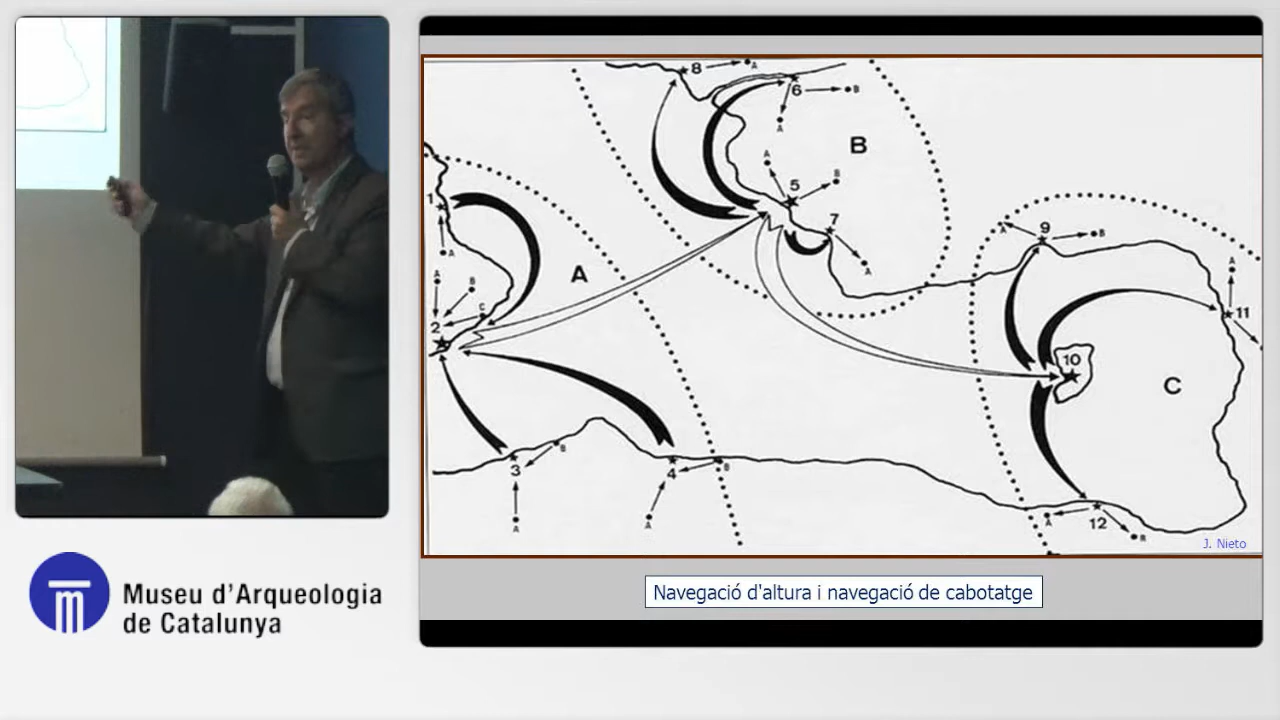 Museu d'Arqueologia
de Catalunya
8
A
6
B
A
B
A
5
B
7
A
1
A
A
A
B
C
2
3
B
A
4
B
A
A
9
B
C
10
A
11
A
12
B
J. Nieto
Navegació d'altura i navegació de cabotatge